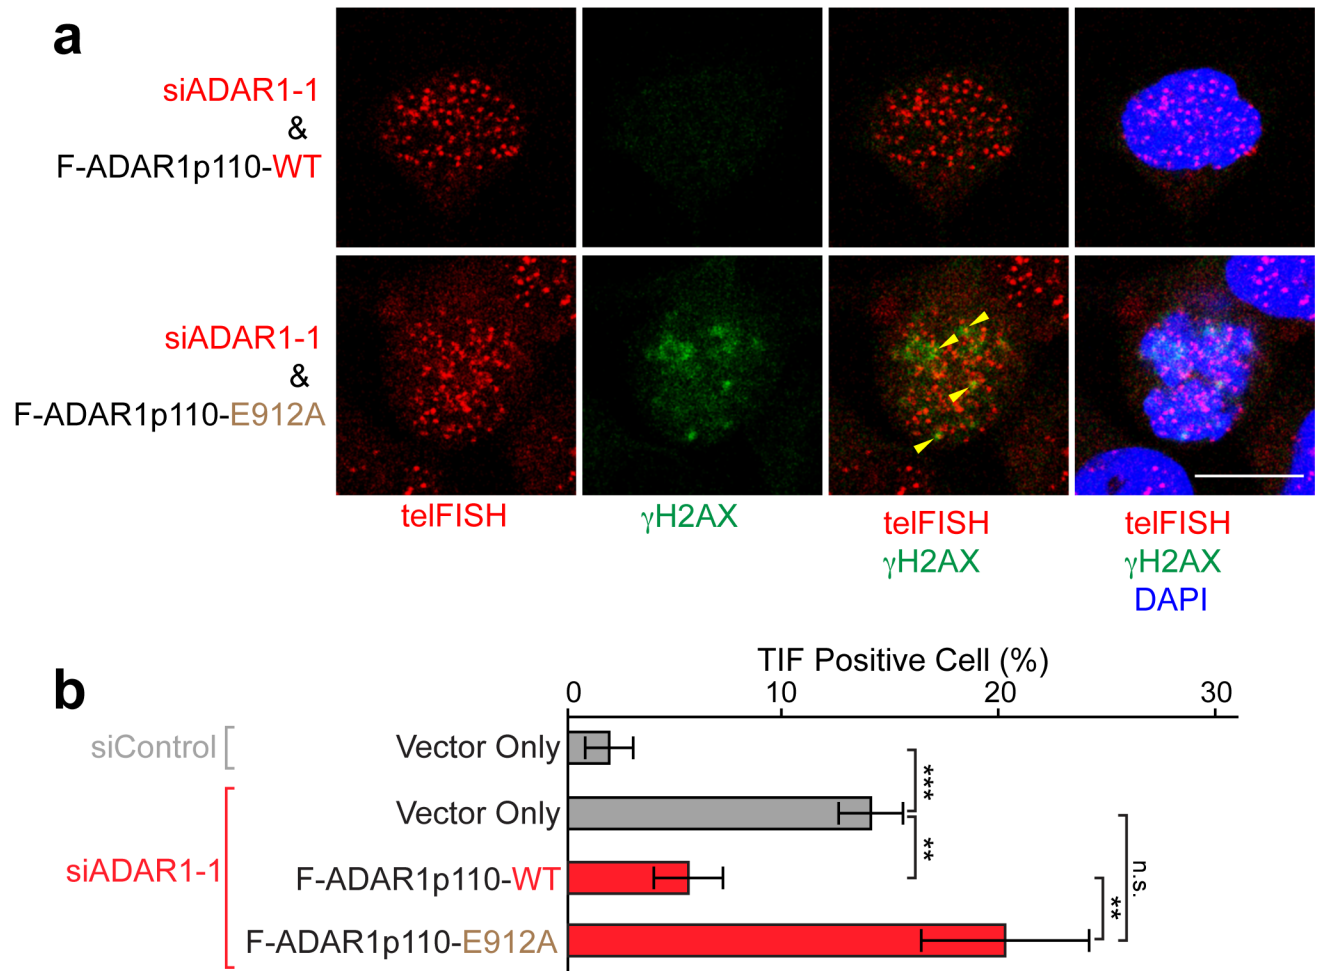 a
siADAR1-1
&
F-ADAR1p110-WT
siADAR1-1
&
F-ADAR1p110-E912A
telFISH
γH2AX
telFISH
γH2AX
telFISH
γH2AX
DAPI
b
TIF Positive Cell (%)
0 10 20 30
siControl
Vector Only
Vector Only
siADAR1-1
F-ADAR1p110-WT
F-ADAR1p110-E912A
***
**
**
n.s.